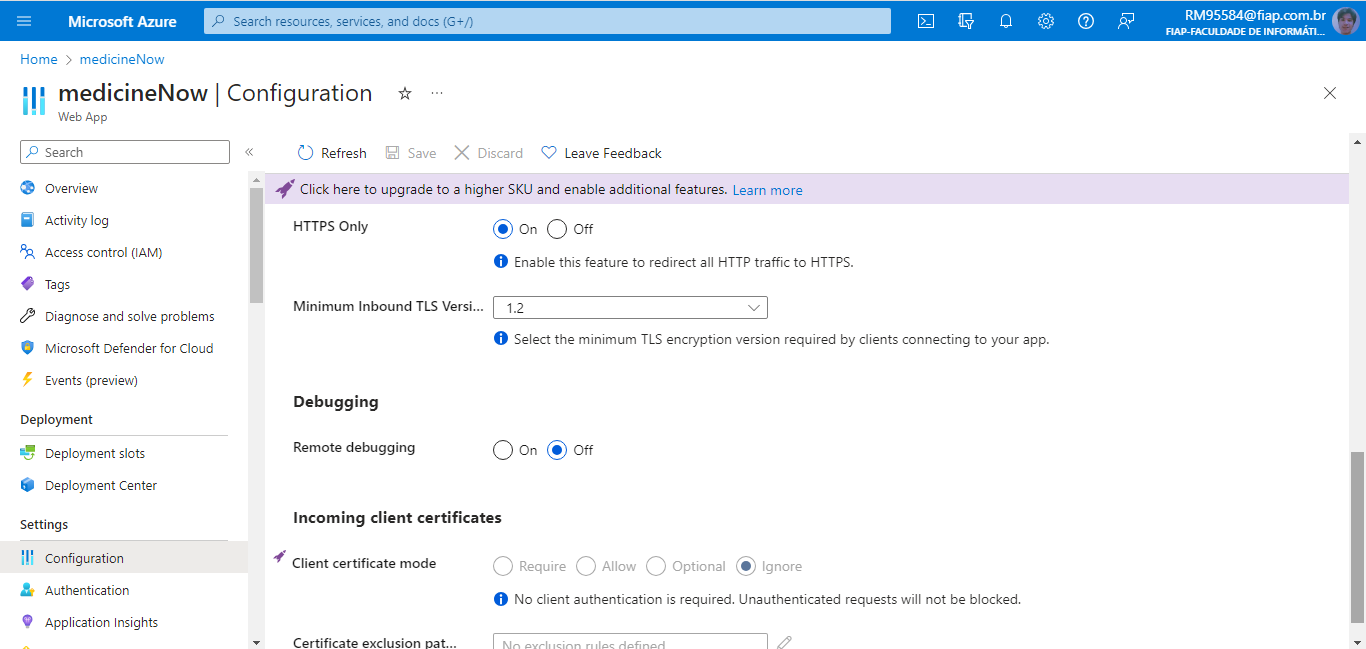 Microsoft Azure
Search resources, services, and docs (G+/)
RM95584@fiap.com.br
FIAP-FACULDADE DE INFORMÁTI...
Home > medicineNow
medicineNow | Configuration
Web App
Search
Refresh Save Discard Leave Feedback
Click here to upgrade to a higher SKU and enable additional features. Learn more
Overview
Activity log
Access control (IAM)
Tags
Diagnose and solve problems
Microsoft Defender for Cloud
Events (preview)
Deployment
Deployment slots
Deployment Center
Settings
Configuration
Authentication
Application Insights
HTTPS Only
On Off
Enable this feature to redirect all HTTP traffic to HTTPS.
Minimum Inbound TLS Versi... 1.2
Select the minimum TLS encryption version required by clients connecting to your app.
Debugging
Remote debugging
On Off
Incoming client certificates
Client certificate mode
Require Allow Optional Ignore
No client authentication is required. Unauthenticated requests will not be blocked.
Certificate exclusion pat... No exclusion rules defined